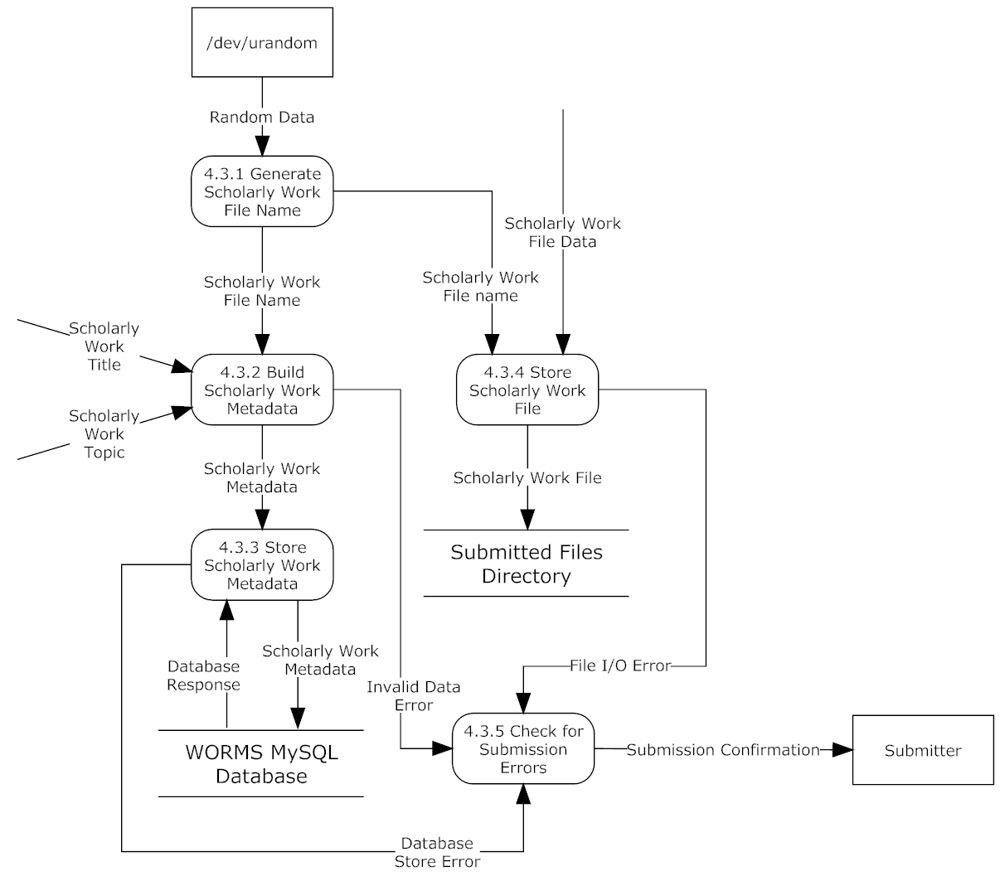 /dev/urandom
Random Data
4.3.1 Generate
Scholarly Work
File Name
Scholarly Work
File Data
Scholarly Work
File Name
Scholarly Work
File name
Scholarly
Work
Title
4.3.2 Build
Scholarly Work
Metadata
4.3.4 Store
Scholarly Work
File
Scholarly
Work
Topic
Scholarly Work
Metadata
Scholarly Work File
4.3.3 Store
Scholarly Work
Metadata
Submitted Files
Directory
Database
Response
Scholarly Work
Metadata
File I/O Error
Invalid Data
Error
WORMS MySQL
Database
4.3.5 Check for
Submission
Errors
Submission Confirmation
Submitter
Database
Store Error